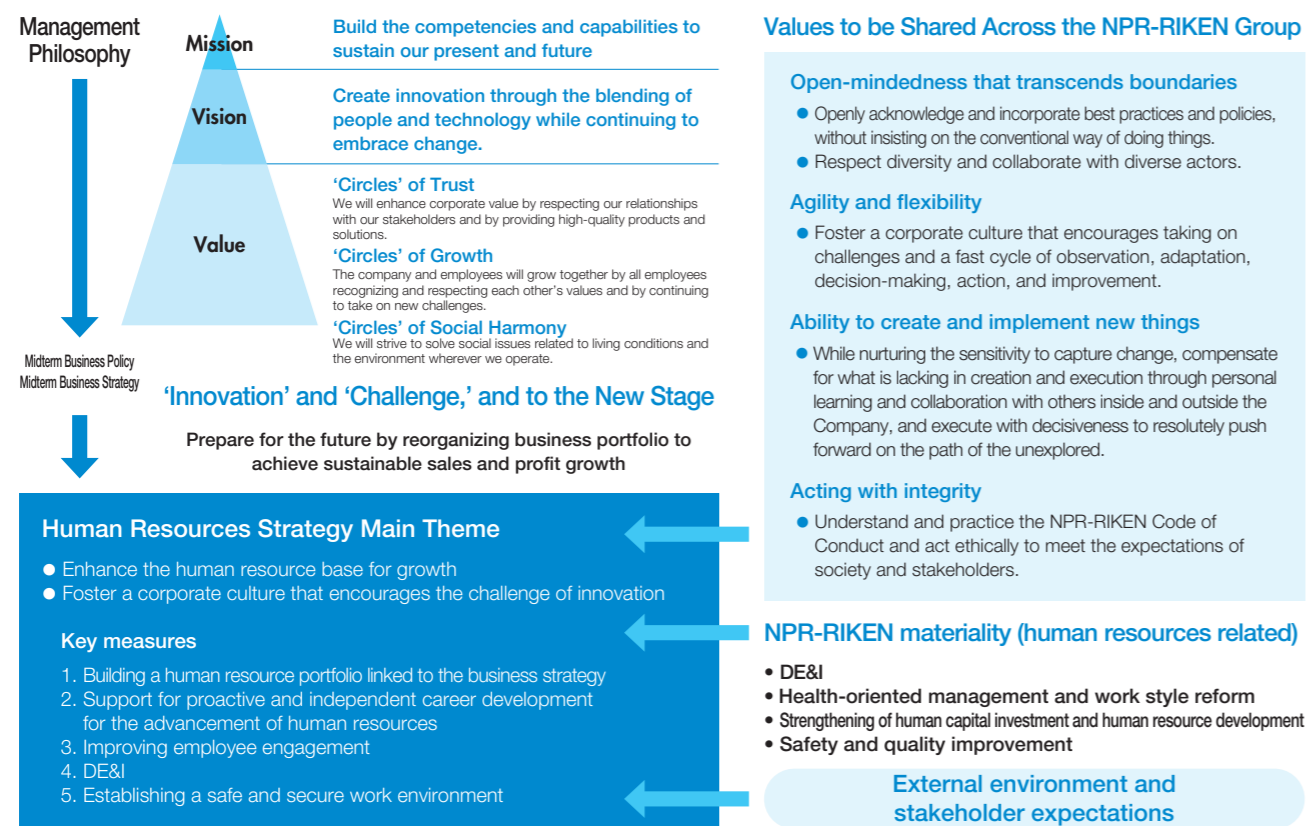 Management
Philosophy
Mission
Build the competencies and capabilities to
sustain our present and future
Vision
Create innovation through the blending of
people and technology while continuing to
embrace change.
Value
‘Circles’ of Trust
We will enhance corporate value by respecting our relationships
with our stakeholders and by providing high-quality products and
solutions.
‘Circles’ of Growth
The company and employees will grow together by all employees
recognizing and respecting each other’s values and by continuing
to take on new challenges.
‘Circles’ of Social Harmony
We will strive to solve social issues related to living conditions and
the environment wherever we operate.
Midterm Business Policy
Midterm Business Strategy
‘Innovation’ and ‘Challenge,’ and to the New Stage
Prepare for the future by reorganizing business portfolio to
achieve sustainable sales and profit growth
Human Resources Strategy Main Theme
● Enhance the human resource base for growth
● Foster a corporate culture that encourages the challenge of innovation
Key measures
1. Building a human resource portfolio linked to the business strategy
2. Support for proactive and independent career development
for the advancement of human resources
3. Improving employee engagement
4. DE&I
5. Establishing a safe and secure work environment
Values to be Shared Across the NPR-RIKEN Group
Open-mindedness that transcends boundaries
● Openly acknowledge and incorporate best practices and policies,
without insisting on the conventional way of doing things.
● Respect diversity and collaborate with diverse actors.
Agility and flexibility
● Foster a corporate culture that encourages taking on
challenges and a fast cycle of observation, adaptation,
decision-making, action, and improvement.
Ability to create and implement new things
● While nurturing the sensitivity to capture change, compensate
for what is lacking in creation and execution through personal
learning and collaboration with others inside and outside the
Company, and execute with decisiveness to resolutely push
forward on the path of the unexplored.
Acting with integrity
● Understand and practice the NPR-RIKEN Code of
Conduct and act ethically to meet the expectations of
society and stakeholders.
NPR-RIKEN materiality (human resources related)
• DE&I
• Health-oriented management and work style reform
• Strengthening of human capital investment and human resource development
• Safety and quality improvement
External environment and
stakeholder expectations